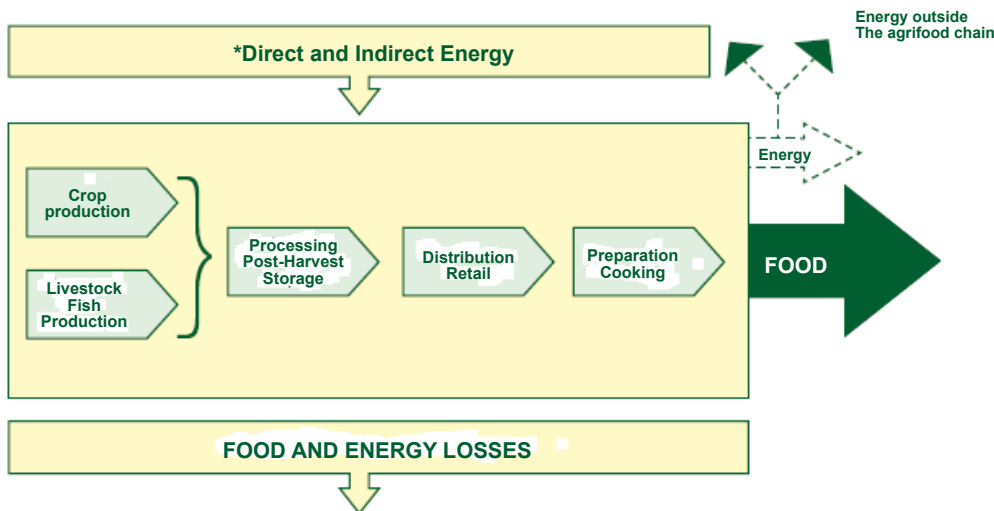 Energy outside
The agrifood chain
*Direct and Indirect Energy
Energy
Crop
production
Livestock
Fish
Production
Processing
Post-Harvest
Storage
Distribution
Retail
Preparation
Cooking
FOOD
FOOD AND ENERGY LOSSES